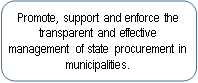 Promote, support and enforce the
transparent and effective
management of state procurement in
municipalities.